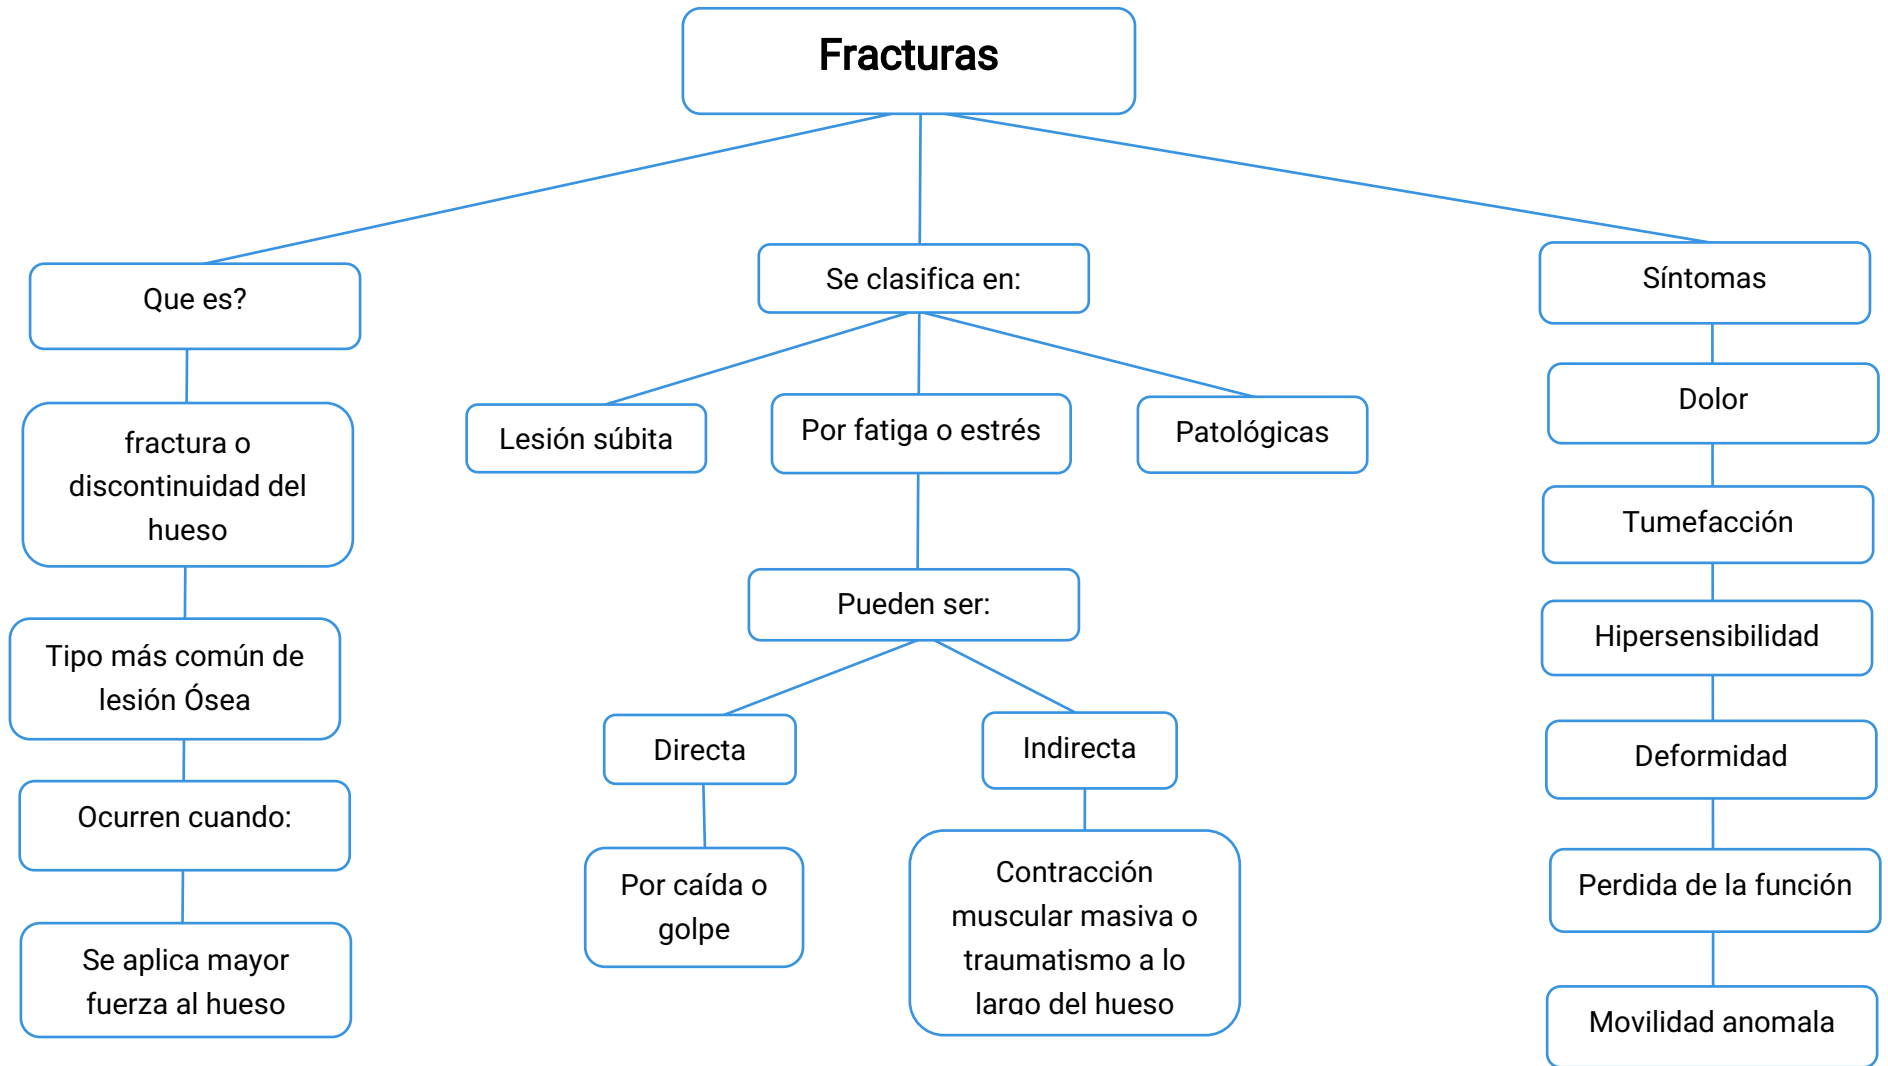 Fracturas
Que es?
Se clasifica en:
Síntomas
fractura o
discontinuidad del
hueso
Tipo más común de
lesión Ósea
Ocurren cuando:
Se aplica mayor
fuerza al hueso
Lesión súbita
Por fatiga o estrés
Patológicas
Pueden ser:
Directa
Indirecta
Por caída o
golpe
Contracción
muscular masiva o
traumatismo a lo
largo del hueso
Dolor
Tumefacción
Hipersensibilidad
Deformidad
Perdida de la función
Movilidad anomala